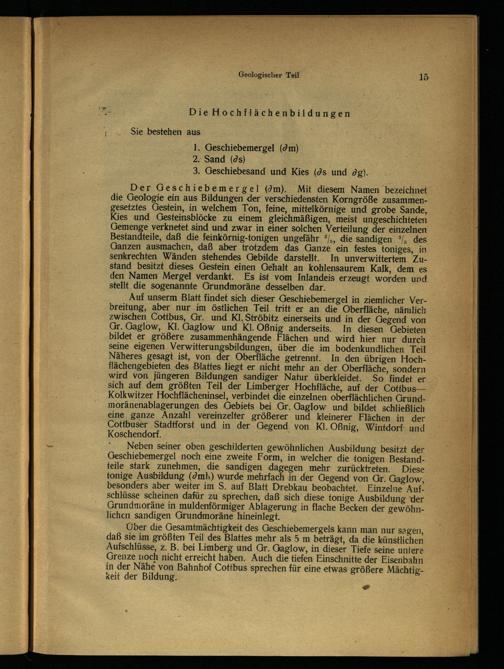 Geologischer Teil
15
Die Hochflächenbildungen
Sie bestehen aus
1. Geschiebemergel (∂m)
2. Sand (∂s)
3. Geschiebesand und Kies (∂s und ∂g).
Der Geschiebemergel (∂m). Mit diesem Namen bezeichnet
die Geologie ein aus Bildungen der verschiedensten Korngröße zusammen-
gesetztes Gestein, in welchem Ton, feine, mittelkörnige und grobe Sande,
Kies und Gesteinsblöcke zu einem gleichmäßigen, meist ungeschichteten
Gemenge verknetet sind und zwar in einer solchen Verteilung der einzelnen
Bestandteile, daß die feinkörnig-tonigen ungefähr die sandigen des
Ganzen ausmachen, daß aber trotzdem das Ganze ein festes toniges, in
senkrechten Wänden stehendes Gebilde darstellt. In unverwittertem Zu-
stand besitzt dieses Gestein einen Gehalt an kohlensaurem Kalk, dem es
den Namen Mergel verdankt. Es ist vom Inlandeis erzeugt worden und
stellt die sogenannte Grundmoräne desselben dar.
Auf unserm Blatt findet sich dieser Geschiebemergel in ziemlicher Ver-
breitung, aber nur im östlichen Teil tritt er an die Oberfläche, nämlich
zwischen Cottbus, Gr. und Kl. Ströbitz einerseits und in der Gegend von
Gr. Gaglow, Kl. Gaglow und Kl. Oßnig anderseits. In diesen Gebieten
bildet er größere zusammenhängende Flächen und wird hier nur durch
seine eigenen Verwitterungsbildungen, über die im bodenkundlichen Teil
Näheres gesagt ist, von der Oberfläche getrennt. In den übrigen Hoch-
flächengebieten des Blattes liegt er nicht mehr an der Oberfläche, sondern
wird von jüngeren Bildungen sandiger Natur überkleidet. So findet er
sich auf dem größten Teil der Limberger Hochfläche, auf der Cottbus—
Kolkwitzer Hochflächeninsel, verbindet die einzelnen oberflächlichen Grund-
moränenablagerungen des Gebiets bei Gr. Gaglow und bildet schließlich
eine ganze Anzahl vereinzelter größerer und kleinerer Flächen in der
Cottbuser Stadtforst und in der Gegend von Kl. Oßnig, Wintdorf und
Koschendorf.
Neben seiner oben geschilderten gewöhnlichen Ausbildung besitzt der
Geschiebemergel noch eine zweite Form, in welcher die tonigen Bestand-
teile stark zunehmen, die sandigen dagegen mehr zurücktreten. Diese
tonige Ausbildung wurde mehrfach in der Gegend von Gr. Gaglow,
besonders aber weiter im S. auf Blatt Drebkau beobachtet. Einzelne Auf-
schlüsse scheinen dafür zu sprechen, daß sich diese tonige Ausbildung der
Grundmoräne in muldenförmiger Ablagerung in flache Becken der gewöhn-
lichen sandigen Grundmoräne hineinlegt.
Über die Gesamtmächtigkeit des Geschiebemergels kann man nur sagen,
daß sie im größten Teil des Blattes mehr als 5 m beträgt, da die künstlichen
Aufschlüsse, z. B. bei Limberg und Gr. Gaglow, in dieser Tiefe seine untere
Grenze noch nicht erreicht haben. Auch die tiefen Einschnitte der Eisenbahn
in der Nähe von Bahnhof Cottbus sprechen für eine etwas größere Mächtig-
keit der Bildung.